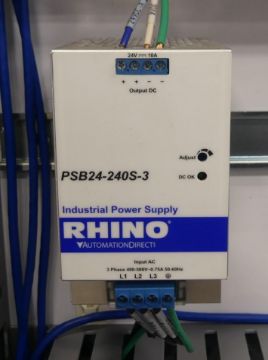 24V⎓10A
+ + − −
Output DC
Adjust
PSB24-240S-3
DC OK
Industrial Power Supply
RHINO
AUTOMATIONDIRECT
Input AC
3 Phase 400-500V~0.75A 50-60Hz
L1 L2 L3 ⏚